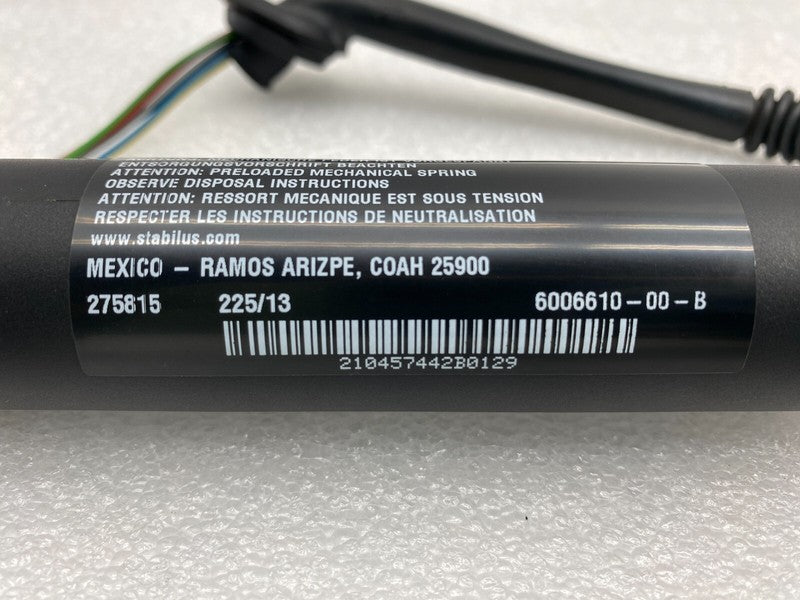 ENTSORGUNGSVORSCHRIFT BEACHTEN
ATTENTION: PRELOADED MECHANICAL SPRING
OBSERVE DISPOSAL INSTRUCTIONS
ATTENTION: RESSORT MECANIQUE EST SOUS TENSION
RESPECTER LES INSTRUCTIONS DE NEUTRALISATION
www.stabilus.com
MEXICO - RAMOS ARIZPE, COAH 25900
275815 225/13 6006610-00-B
210457442B0129